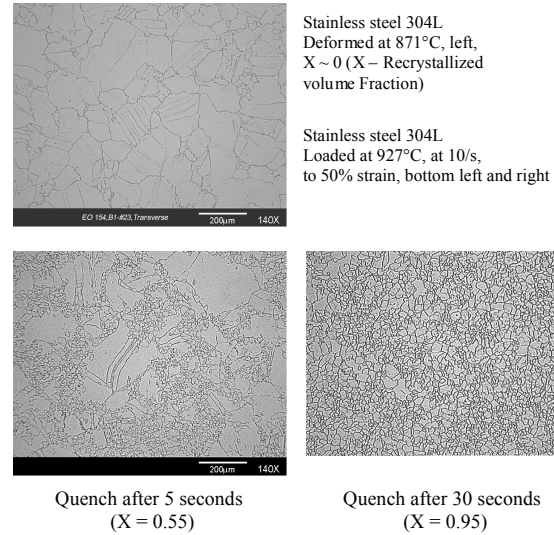 Stainless steel 304L
Deformed at 871°C, left,
X ~ 0 (X – Recrystallized
volume Fraction)
Stainless steel 304L
Loaded at 927°C, at 10/s,
to 50% strain, bottom left and right
EO 154,B1-#23,Transverse
200µm 140X
200µm 140X
Quench after 5 seconds
(X = 0.55)
Quench after 30 seconds
(X = 0.95)